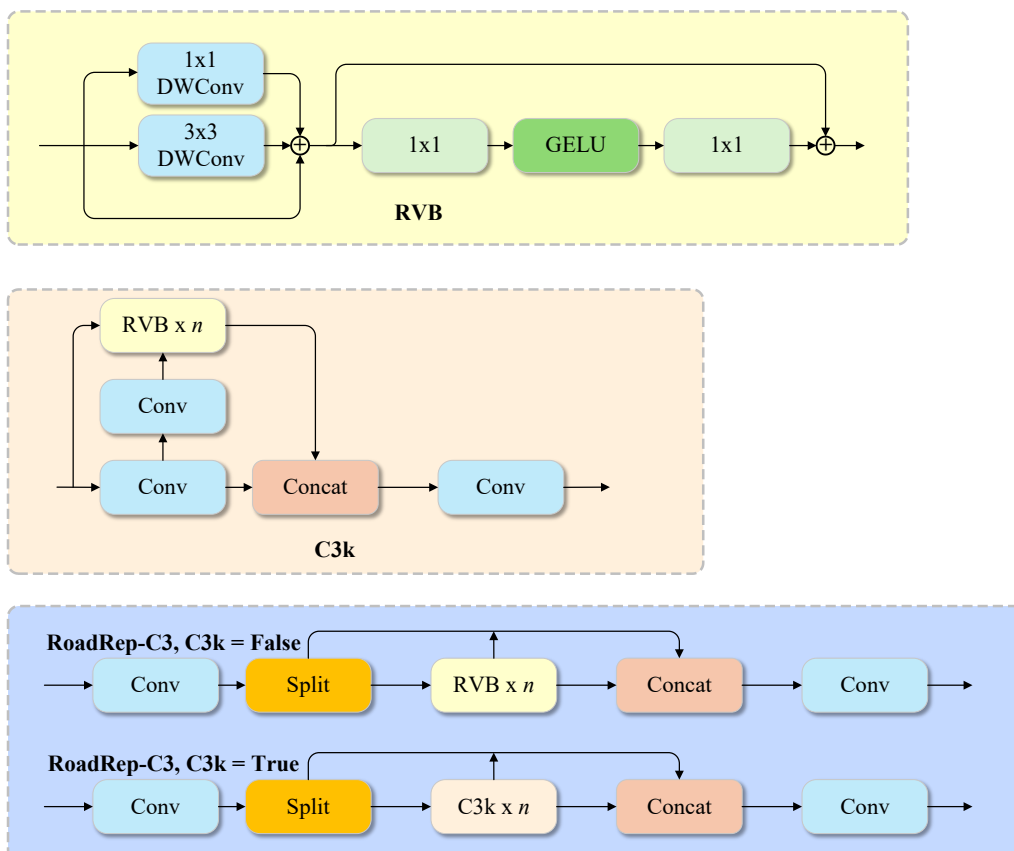 1x1
DWConv
3x3
DWConv
1x1
GELU
1x1
RVB
RVB x n
Conv
Conv
Concat
Conv
C3k
RoadRep-C3, C3k = False
Conv
Split
RVB x n
Concat
Conv
RoadRep-C3, C3k = True
Conv
Split
C3k x n
Concat
Conv